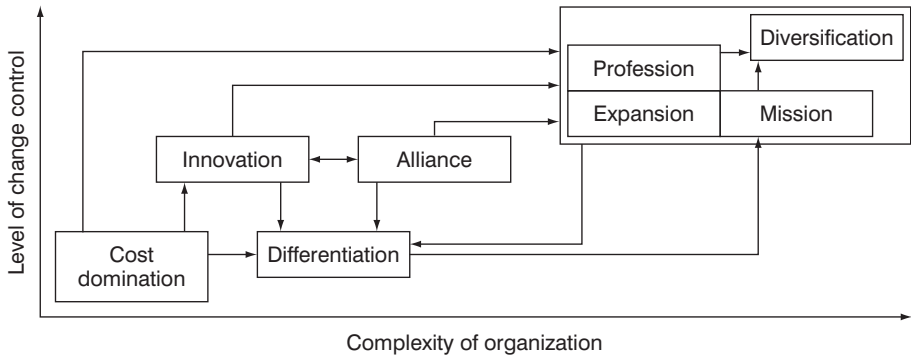 Level of change control
Diversification
Profession
Expansion
Mission
Innovation
Alliance
Cost
domination
Differentiation
Complexity of organization